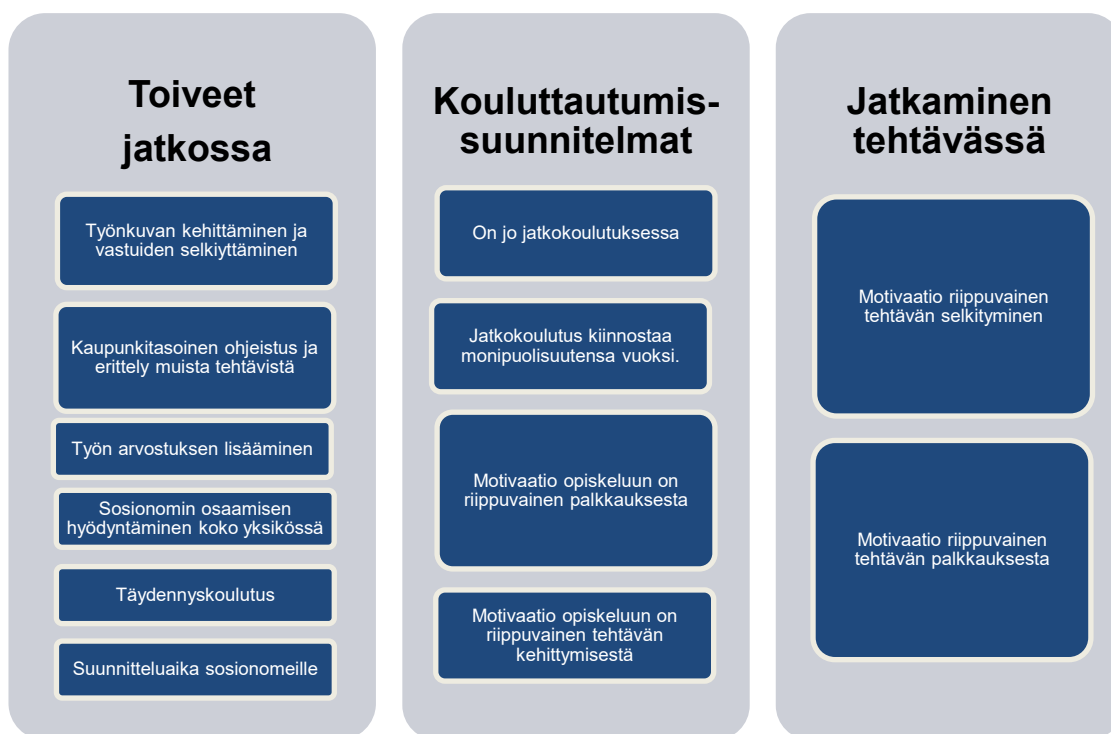 Toiveet
jatkossa
Työnkuvan kehittäminen ja
vastuiden selkiyttäminen
Kaupunkitasoinen ohjeistus ja
erittely muista tehtävistä
Työn arvostuksen lisääminen
Sosionomin osaamisen
hyödyntäminen koko yksikössä
Täydennyskoulutus
Suunnitteluaika sosionomeille
Kouluttautumis-
suunnitelmat
On jo jatkokoulutuksessa
Jatkokoulutus kiinnostaa
monipuolisuutensa vuoksi.
Motivaatio opiskeluun on
riippuvainen palkkauksesta
Motivaatio opiskeluun on
riippuvainen tehtävän
kehittymisestä
Jatkaminen
tehtävässä
Motivaatio riippuvainen
tehtävän selkityminen
Motivaatio riippuvainen
tehtävän palkkauksesta